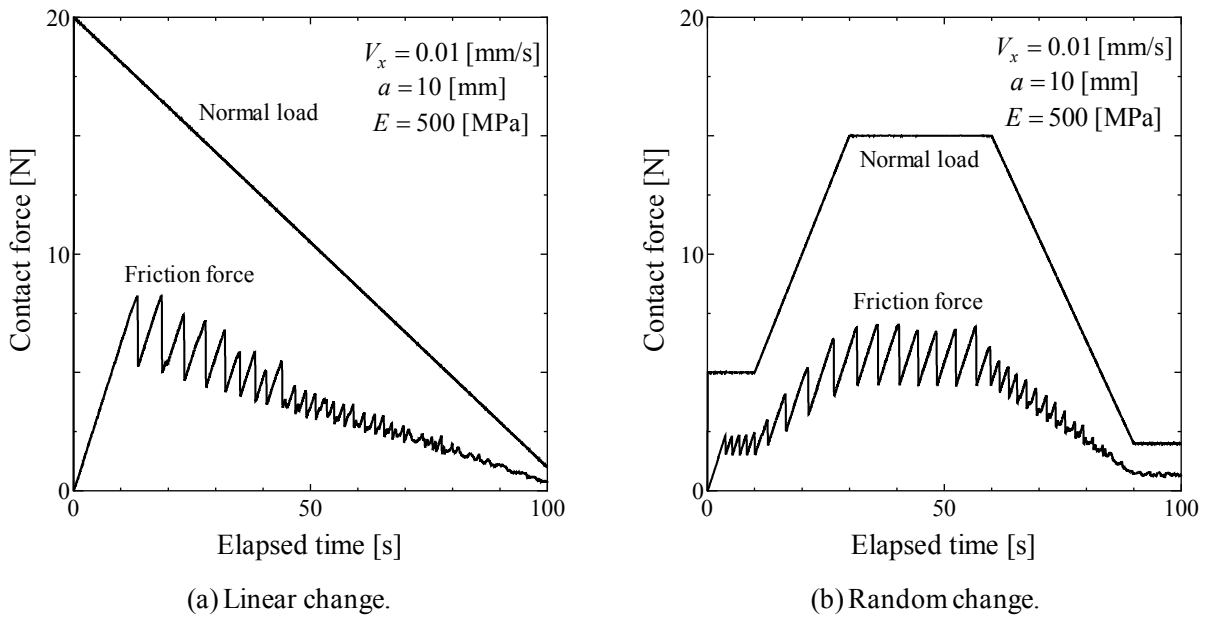 20
V_x = 0.01 [mm/s]
a = 10 [mm]
E = 500 [MPa]
Normal load
Contact force [N]
10
Friction force
0
0
50
100
Elapsed time [s]
(a) Linear change.
20
V_x = 0.01 [mm/s]
a = 10 [mm]
E = 500 [MPa]
Normal load
Contact force [N]
10
Friction force
0
0
50
100
Elapsed time [s]
(b) Random change.